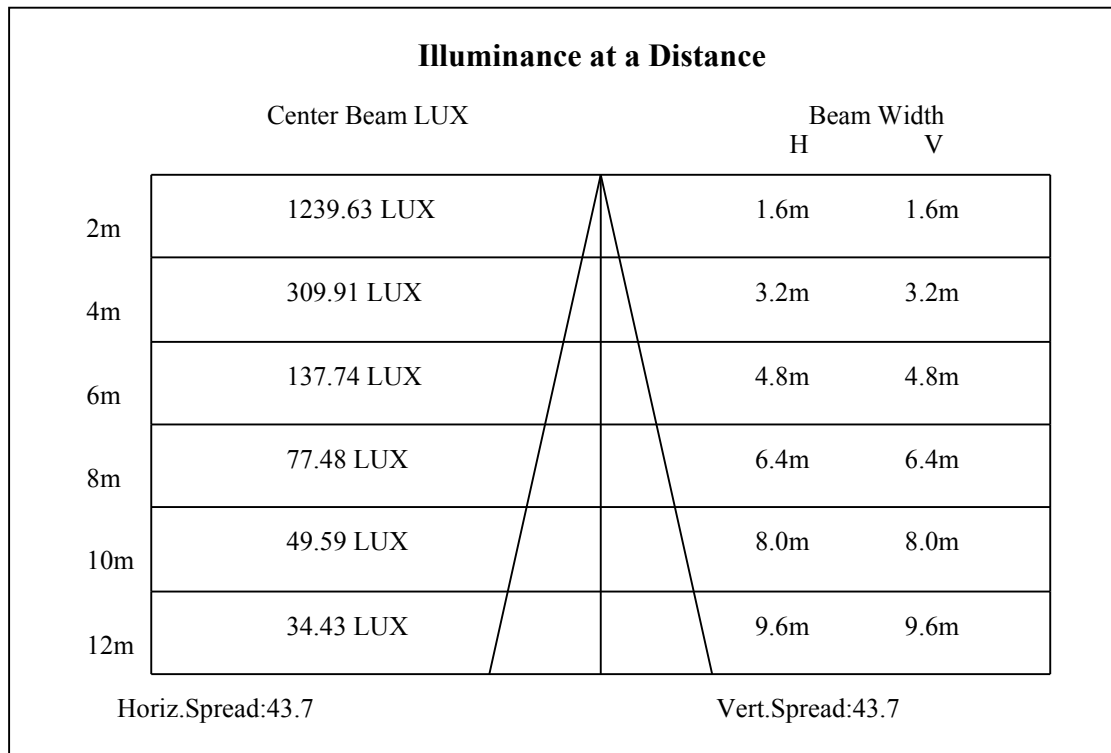 Illuminance at a Distance
Center Beam LUX Beam Width
H V
2m 1239.63 LUX 1.6m 1.6m
4m 309.91 LUX 3.2m 3.2m
6m 137.74 LUX 4.8m 4.8m
8m 77.48 LUX 6.4m 6.4m
10m 49.59 LUX 8.0m 8.0m
12m 34.43 LUX 9.6m 9.6m
Horiz.Spread:43.7 Vert.Spread:43.7